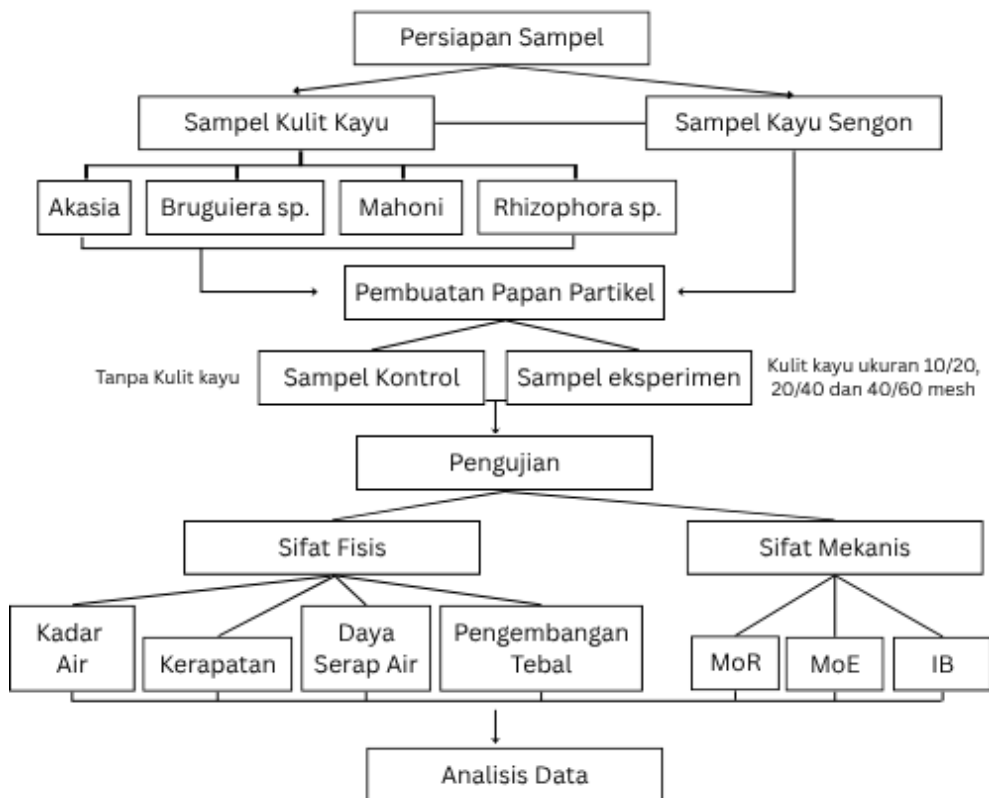 Persiapan Sampel
Sampel Kulit Kayu
Sampel Kayu Sengon
Akasia
Bruguiera sp.
Mahoni
Rhizophora sp.
Pembuatan Papan Partikel
Tanpa Kulit kayu
Sampel Kontrol
Sampel eksperimen
Kulit kayu ukuran 10/20,
20/40 dan 40/60 mesh
Pengujian
Sifat Fisis
Sifat Mekanis
Kadar
Air
Kerapatan
Daya
Serap Air
Pengembangan
Tebal
MoR
MoE
IB
Analisis Data